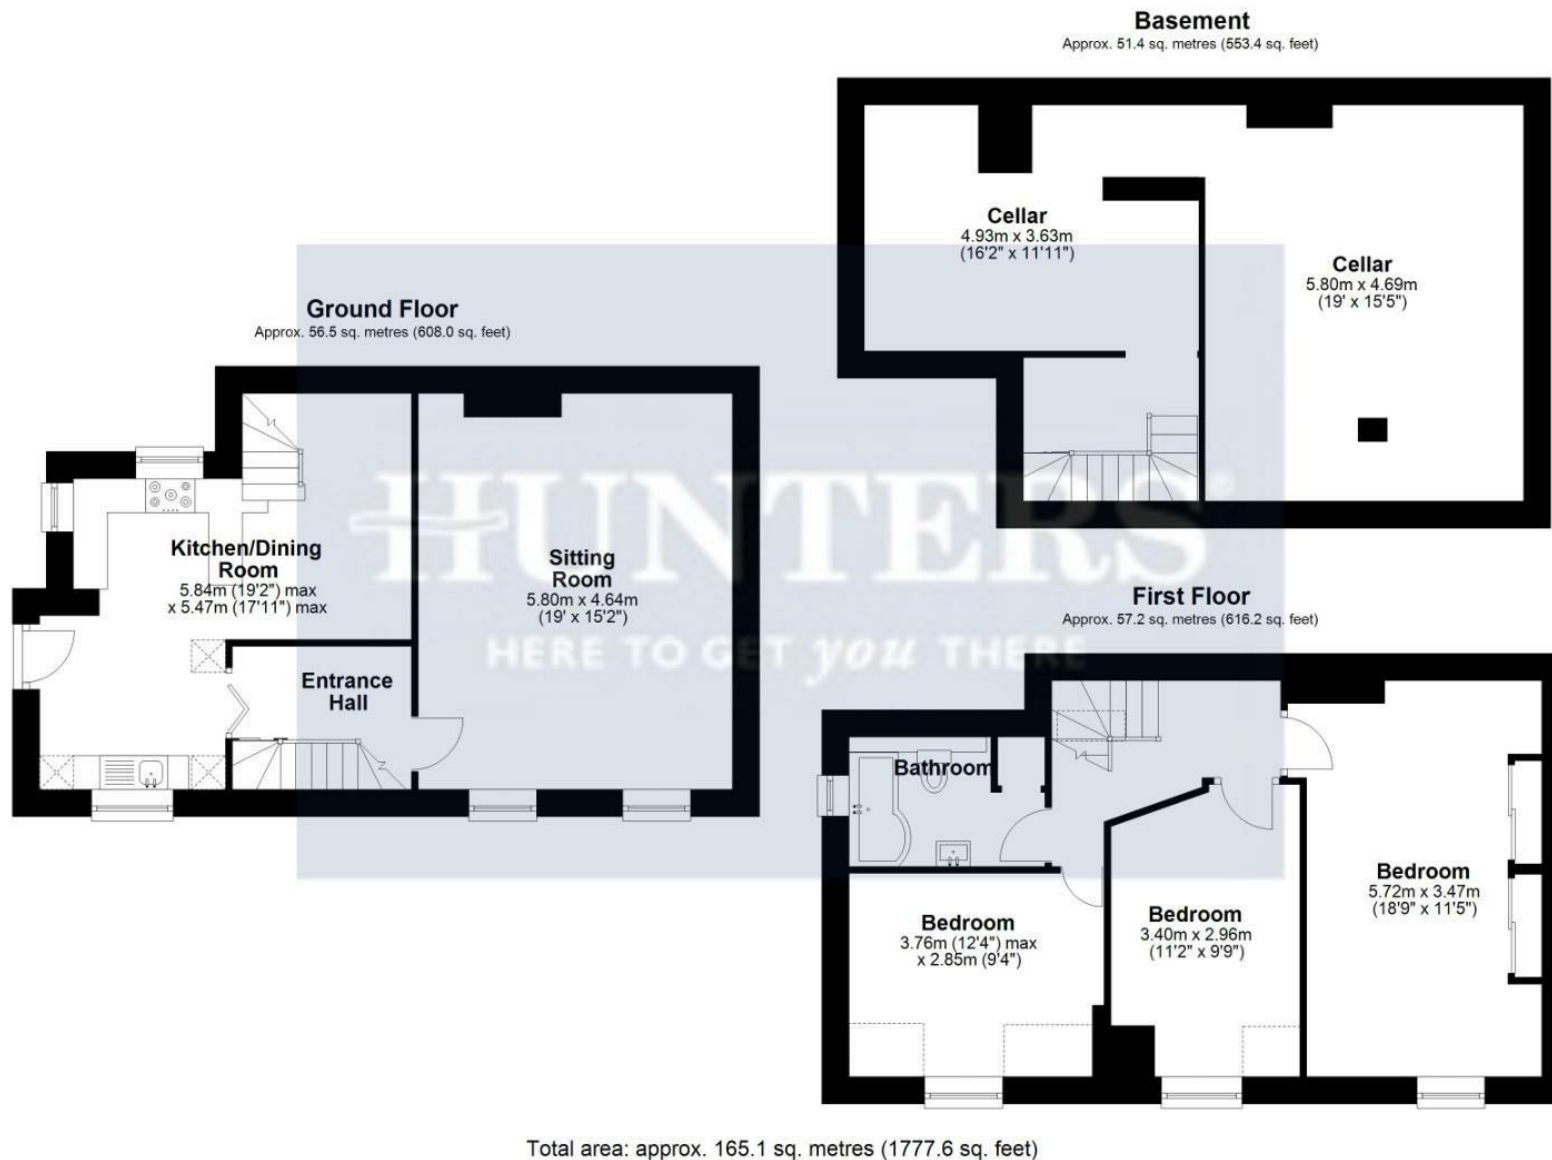 Basement
Approx. 51.4 sq. metres (553.4 sq. feet)
Cellar
4.93m x 3.63m
(16'2" x 11'11")
Cellar
5.80m x 4.69m
(19' x 15'5")
Ground Floor
Approx. 56.5 sq. metres (608.0 sq. feet)
Kitchen/Dining
Room
5.84m (19'2") max
x 5.47m (17'11") max
Sitting
Room
5.80m x 4.64m
(19' x 15'2")
Entrance
Hall
HUNTERS®
HERE TO GET you THERE
First Floor
Approx. 57.2 sq. metres (616.2 sq. feet)
Bathroom
Bedroom
3.76m (12'4") max
x 2.85m (9'4")
Bedroom
3.40m x 2.96m
(11'2" x 9'9")
Bedroom
5.72m x 3.47m
(18'9" x 11'5")
Total area: approx. 165.1 sq. metres (1777.6 sq. feet)